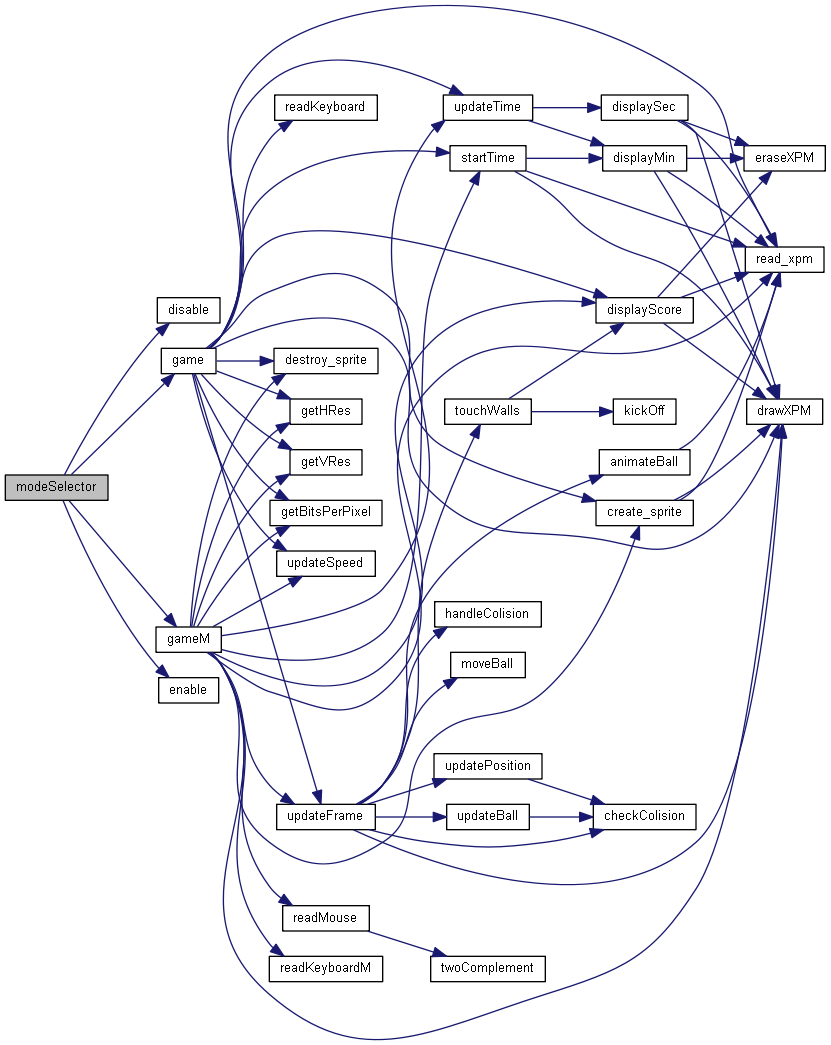 readKeyboard
updateTime
displaySec
startTime
displayMin
eraseXPM
read_xpm
disable
displayScore
game
destroy_sprite
getHRes
touchWalls
kickOff
drawXPM
getVRes
animateBall
modeSelector
getBitsPerPixel
create_sprite
updateSpeed
handleColision
gameM
moveBall
enable
updatePosition
updateFrame
updateBall
checkColision
readMouse
readKeyboardM
twoComplement